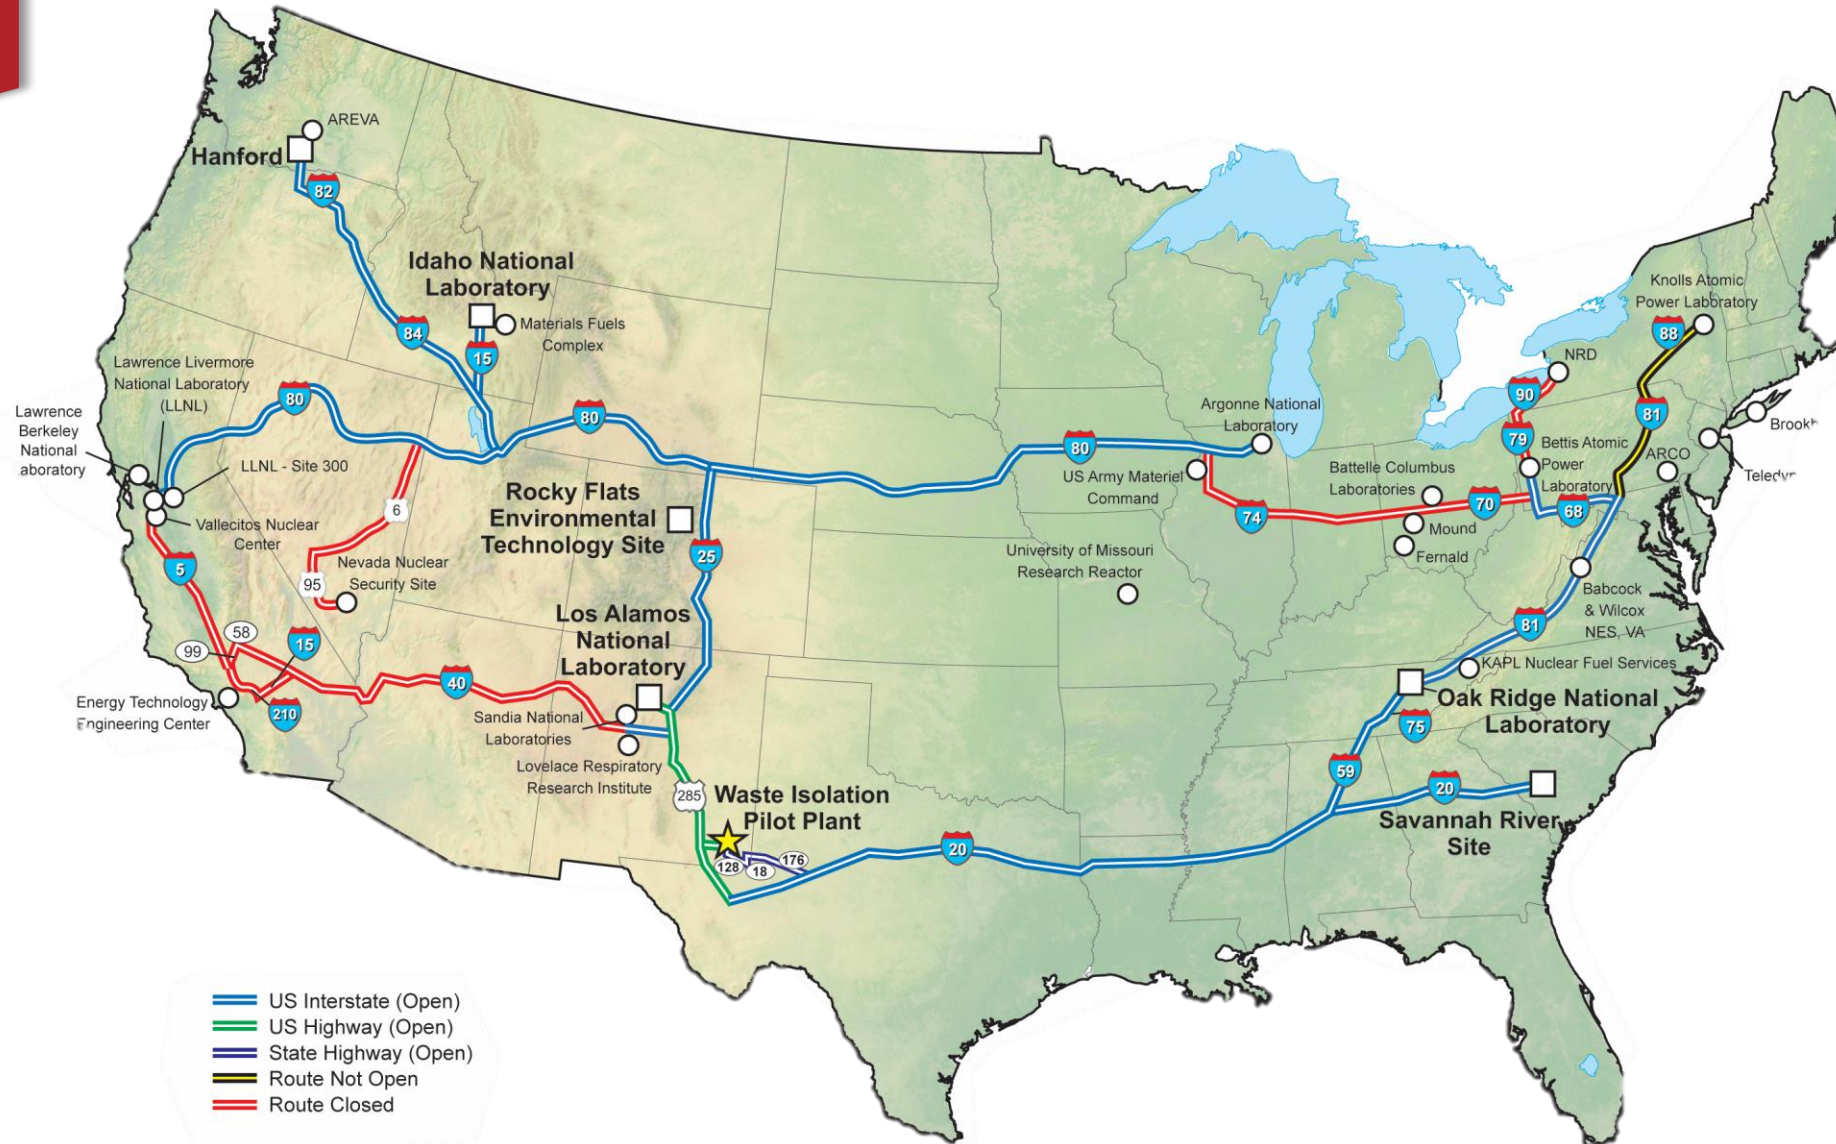 AREVA
Hanford
82
Idaho National
Laboratory
Materials Fuels
Complex
84
15
Lawrence Livermore
National Laboratory
(LLNL)
80
80
Lawrence
Berkeley
National
aboratory
LLNL - Site 300
Vallecitos Nuclear
Center
6
95
Nevada Nuclear
Security Site
5
58
99
15
210
40
Energy Technology
Engineering Center
Rocky Flats
Environmental
Technology Site
25
Los Alamos
National
Laboratory
Sandia National
Laboratories
Lovelace Respiratory
Research Institute
285
Waste Isolation
Pilot Plant
128
18
176
20
80
Argonne National
Laboratory
US Army Materiel
Command
74
University of Missouri
Research Reactor
Battelle Columbus
Laboratories
70
Mound
Fernald
Knolls Atomic
Power Laboratory
88
NRD
90
81
79
Bettis Atomic
Power
Laboratory
ARCO
68
Brookh
Teledyn
Babcock
& Wilcox
NES, VA
81
KAPL Nuclear Fuel Services
Oak Ridge National
Laboratory
75
59
20
Savannah River
Site
US Interstate (Open)
US Highway (Open)
State Highway (Open)
Route Not Open
Route Closed